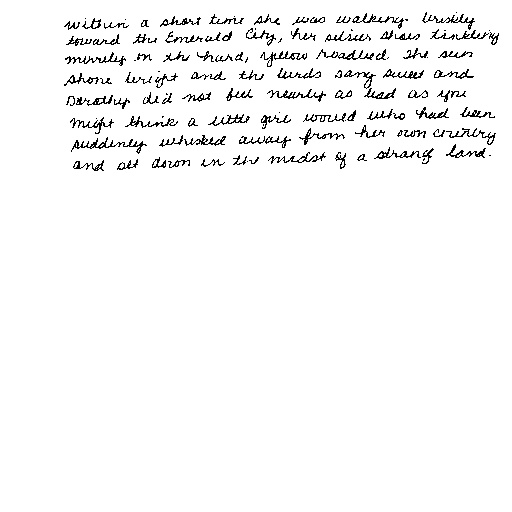 Within a short time she was walking briskly
toward the Emerald City, her silver shoes tinkling
merrily on the hard, yellow roadbed. The sun
shone bright and the birds sang sweet and
Dorothy did not feel nearly as bad as you
might think a little girl would who had been
suddenly whisked away from her own country
and set down in the midst of a strange land.